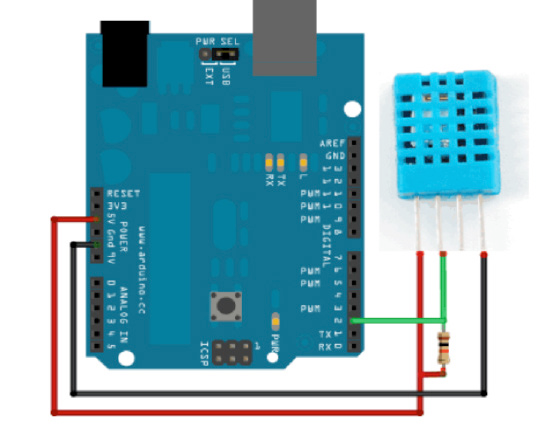 PWR SEL
EXT
USB
AREF
GND
13
12
PWM 11
PWM 10
PWM 9
8
DIGITAL
7
PWM 6
PWM 5
4
PWM 3
2
TX 1
RX 0
RX
TX
L
RESET
3V3
5V
Gnd
9V
POWER
www.arduino.cc
ANALOG IN
0
1
2
3
4
5
ICSP
1
PWR